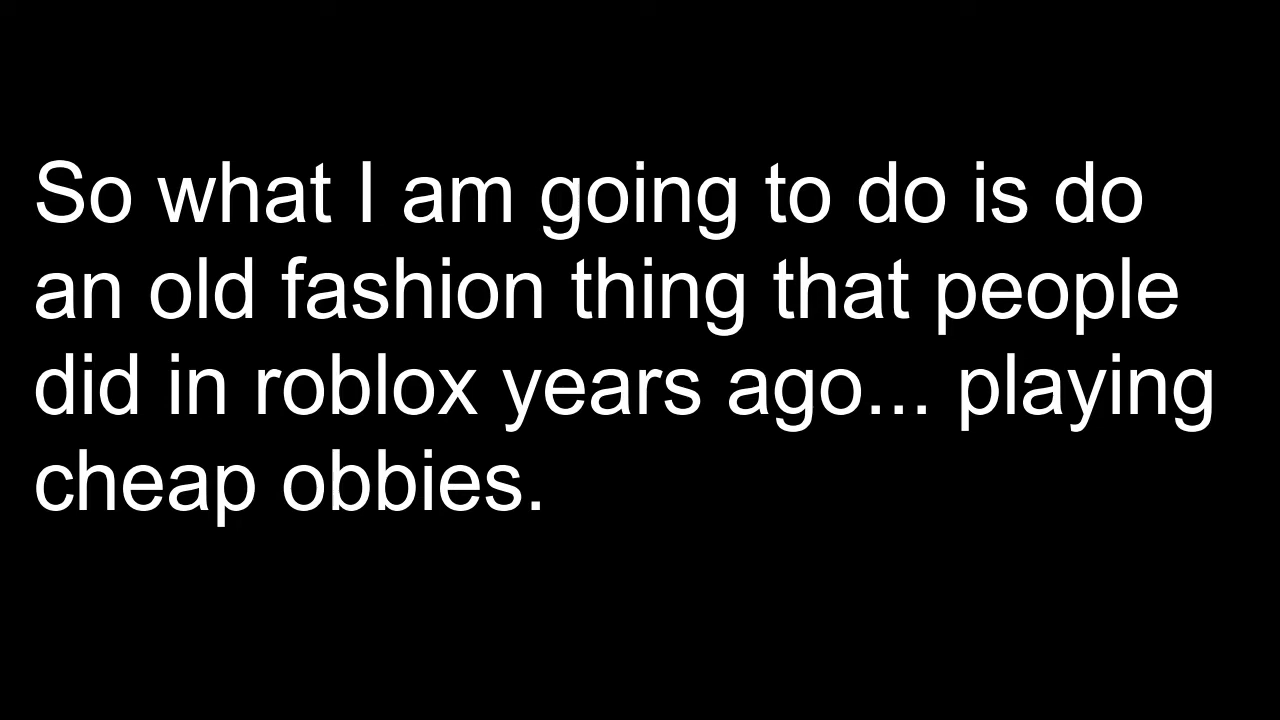 So what I am going to do is do
an old fashion thing that people
did in roblox years ago... playing
cheap obbies.